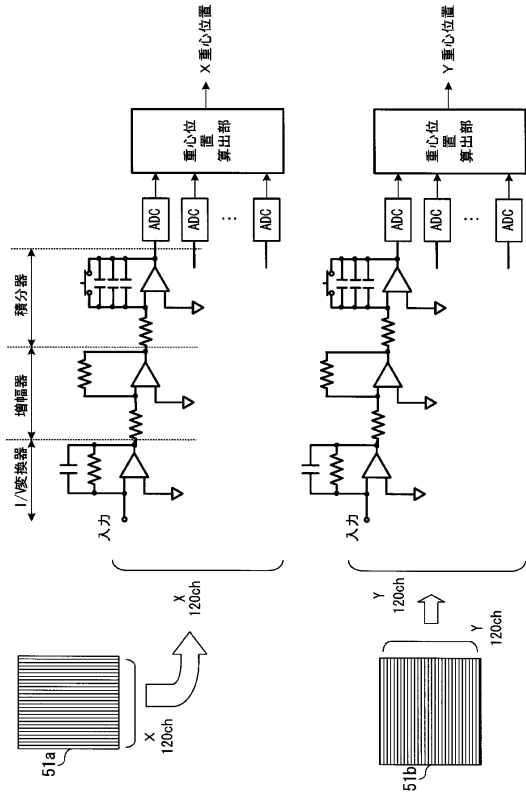 I/V変換器
増幅器
積分器
入力
ADC
ADC
…
ADC
重心位
置
算出部
X 重心位置
51a
X
120ch
X
120ch
入力
ADC
ADC
…
ADC
重心位
置
算出部
Y 重心位置
51b
Y
120ch
Y
120ch